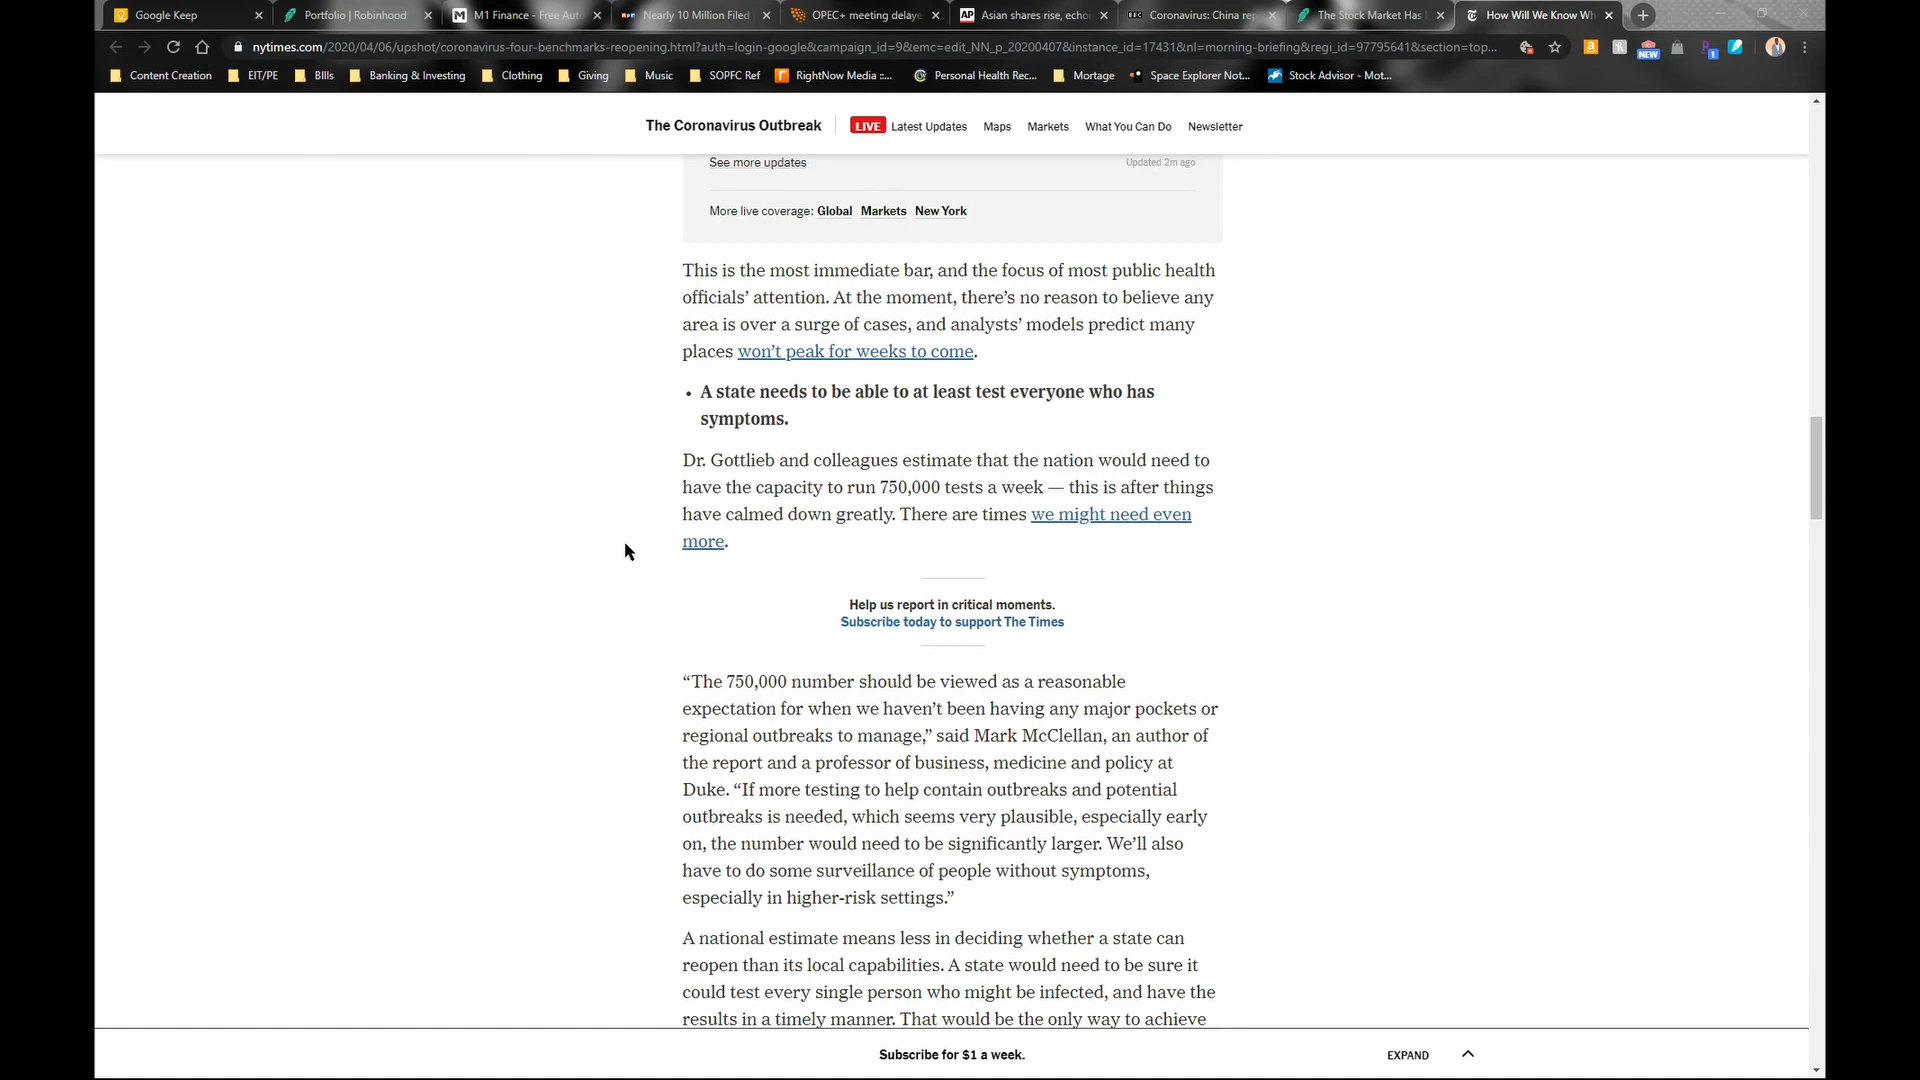 Google Keep
Portfolio | Robinhood
M1 Finance - Free Auto
Nearly 10 Million Filed
OPEC+ meeting delaye
AP Asian shares rise, echo
BBC Coronavirus: China rep
The Stock Market Has
How Will We Know Wh
nytimes.com/2020/04/06/upshot/coronavirus-four-benchmarks-reopening.html?auth=login-google&campaign_id=9&emc=edit_NN_p_20200407&instance_id=17431&nl=morning-briefing&regi_id=97795641&section=top...
NEW
1
Content Creation
EIT/PE
BIlls
Banking & Investing
Clothing
Giving
Music
SOPFC Ref
RightNow Media ::...
Personal Health Rec...
Mortage
Space Explorer Not...
Stock Advisor - Mot...
The Coronavirus Outbreak
LIVE Latest Updates
Maps
Markets
What You Can Do
Newsletter
See more updates
Updated 2m ago
More live coverage: Global Markets New York
This is the most immediate bar, and the focus of most public health
officials’ attention. At the moment, there’s no reason to believe any
area is over a surge of cases, and analysts’ models predict many
places won’t peak for weeks to come.
• A state needs to be able to at least test everyone who has
symptoms.
Dr. Gottlieb and colleagues estimate that the nation would need to
have the capacity to run 750,000 tests a week — this is after things
have calmed down greatly. There are times we might need even
more.
Help us report in critical moments.
Subscribe today to support The Times
“The 750,000 number should be viewed as a reasonable
expectation for when we haven’t been having any major pockets or
regional outbreaks to manage,” said Mark McClellan, an author of
the report and a professor of business, medicine and policy at
Duke. “If more testing to help contain outbreaks and potential
outbreaks is needed, which seems very plausible, especially early
on, the number would need to be significantly larger. We’ll also
have to do some surveillance of people without symptoms,
especially in higher-risk settings.”
A national estimate means less in deciding whether a state can
reopen than its local capabilities. A state would need to be sure it
could test every single person who might be infected, and have the
results in a timely manner. That would be the only way to achieve
Subscribe for $1 a week.
EXPAND